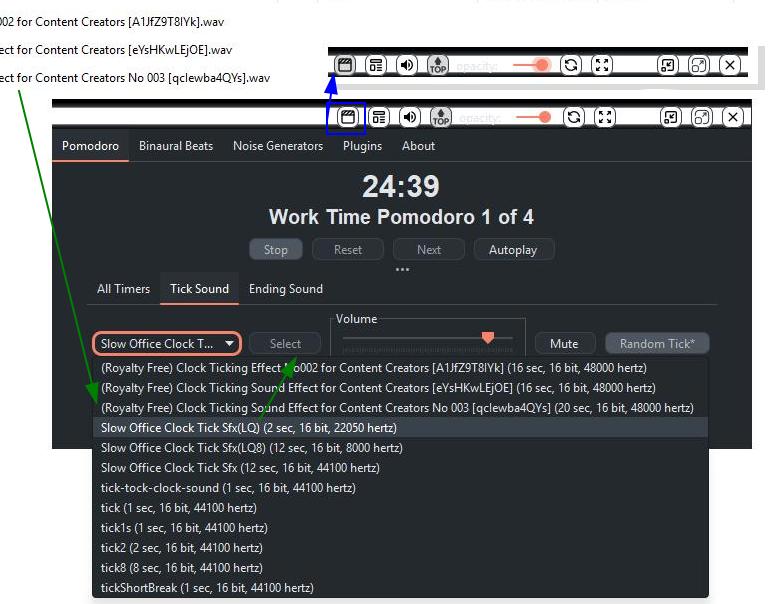 002 for Content Creators [A1JfZ9T8lYk].wav
ect for Content Creators [eYsHKwLEjOE].wav
ect for Content Creators No 003 [qclewba4QYs].wav
TOP opacity:
TOP opacity:
Pomodoro Binaural Beats Noise Generators Plugins About
24:39
Work Time Pomodoro 1 of 4
Stop Reset Next Autoplay
...
All Timers Tick Sound Ending Sound
Volume
Slow Office Clock T... Select Mute Random Tick*
(Royalty Free) Clock Ticking Effect No002 for Content Creators [A1JfZ9T8lYk] (16 sec, 16 bit, 48000 hertz)
(Royalty Free) Clock Ticking Sound Effect for Content Creators [eYsHKwLEjOE] (16 sec, 16 bit, 48000 hertz)
(Royalty Free) Clock Ticking Sound Effect for Content Creators No 003 [qclewba4QYs] (20 sec, 16 bit, 48000 hertz)
Slow Office Clock Tick Sfx(LQ) (2 sec, 16 bit, 22050 hertz)
Slow Office Clock Tick Sfx(LQ8) (12 sec, 16 bit, 8000 hertz)
Slow Office Clock Tick Sfx (12 sec, 16 bit, 44100 hertz)
tick-tock-clock-sound (1 sec, 16 bit, 44100 hertz)
tick (1 sec, 16 bit, 44100 hertz)
tick1s (1 sec, 16 bit, 44100 hertz)
tick2 (2 sec, 16 bit, 44100 hertz)
tick8 (8 sec, 16 bit, 44100 hertz)
tickShortBreak (1 sec, 16 bit, 44100 hertz)